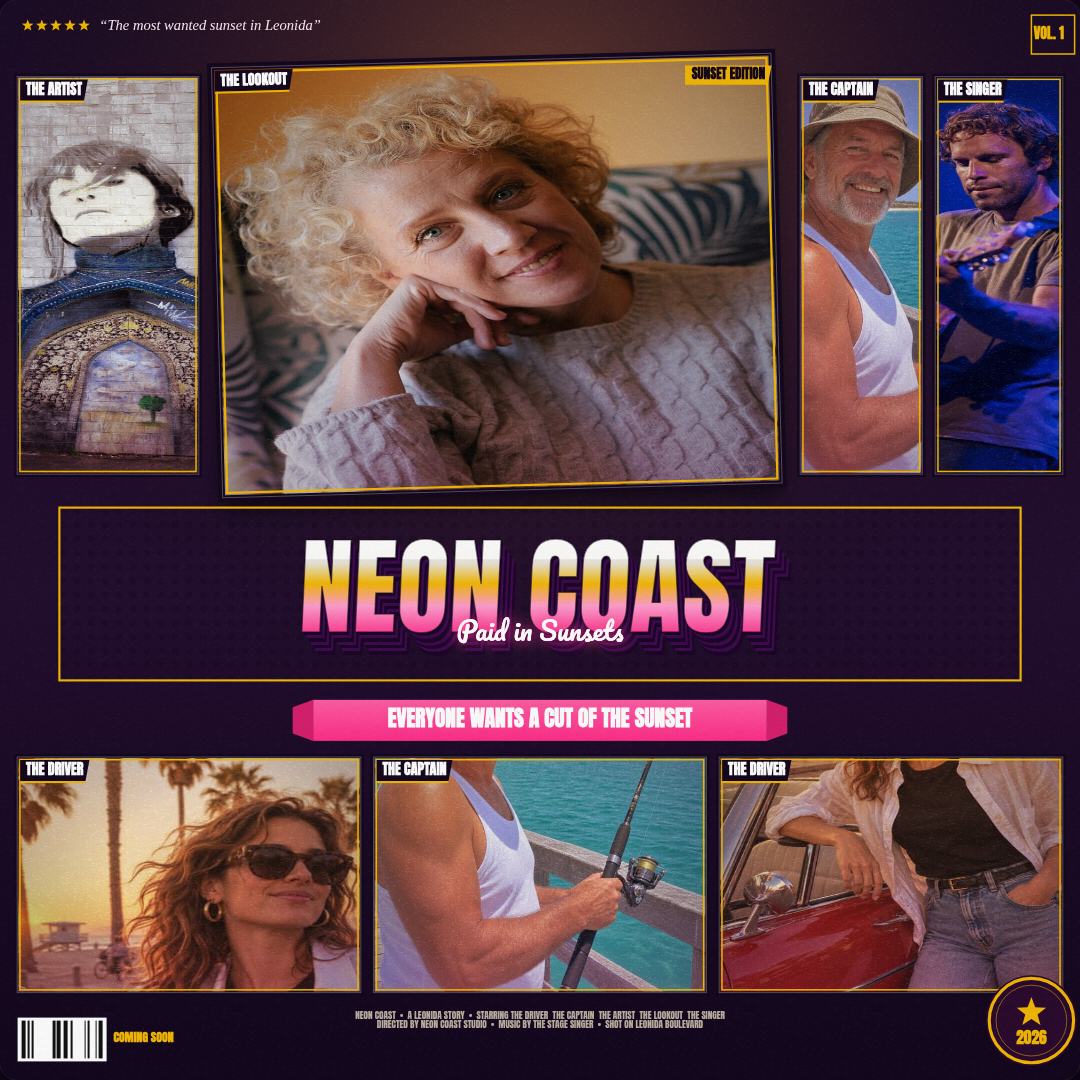 ★★★★★ “The most wanted sunset in Leonida”
VOL. 1
THE ARTIST
THE LOOKOUT
SUNSET EDITION
THE CAPTAIN
THE SINGER
NEON COAST
Paid in Sunsets
EVERYONE WANTS A CUT OF THE SUNSET
THE DRIVER
THE CAPTAIN
THE DRIVER
COMING SOON
NEON COAST • A LEONIDA STORY • STARRING THE DRIVER THE CAPTAIN THE ARTIST THE LOOKOUT THE SINGER
DIRECTED BY NEON COAST STUDIO • MUSIC BY THE STAGE SINGER • SHOT ON LEONIDA BOULEVARD
★
2026